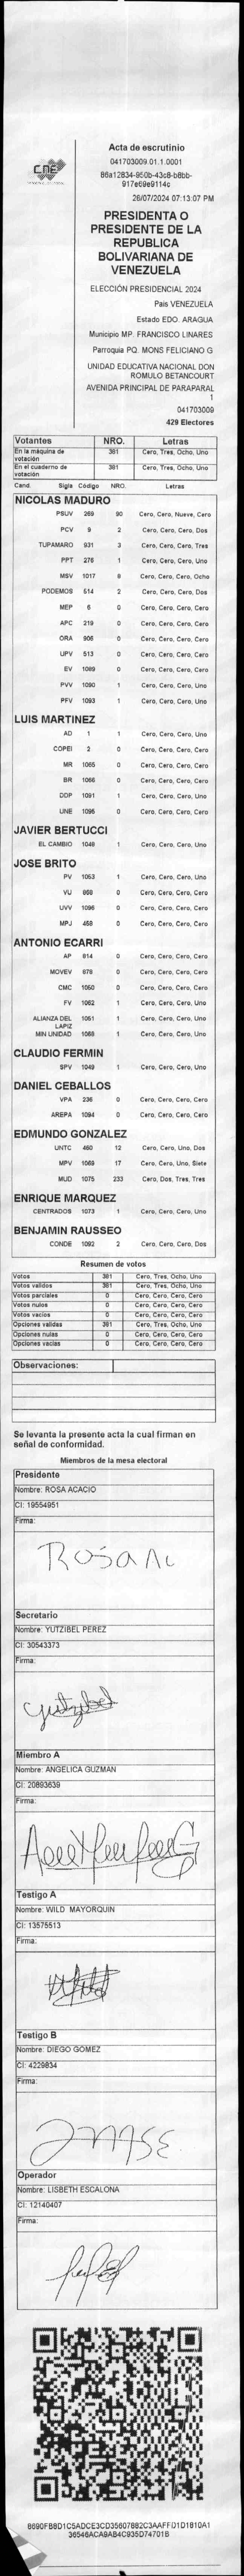 CNE
Acta de escrutinio
041703009.01.1.0001
86a12834-950b-43c8-b8bb-
917e69e9114c
26/07/2024 07:13:07 PM
PRESIDENTA O
PRESIDENTE DE LA
REPUBLICA
BOLIVARIANA DE
VENEZUELA
ELECCIÓN PRESIDENCIAL 2024
Pais VENEZUELA
Estado EDO. ARAGUA
Municipio MP. FRANCISCO LINARES
Parroquia PQ. MONS FELICIANO G
UNIDAD EDUCATIVA NACIONAL DON
ROMULO BETANCOURT
AVENIDA PRINCIPAL DE PARAPARAL
1
041703009
429 Electores
Votantes NRO. Letras
En la máquina de votación 381 Cero, Tres, Ocho, Uno
En el cuaderno de votación 381 Cero, Tres, Ocho, Uno
Cand. Sigla Código NRO. Letras
NICOLAS MADURO
PSUV 269 90 Cero, Cero, Nueve, Cero
PCV 9 2 Cero, Cero, Cero, Dos
TUPAMARO 931 3 Cero, Cero, Cero, Tres
PPT 276 1 Cero, Cero, Cero, Uno
MSV 1017 8 Cero, Cero, Cero, Ocho
PODEMOS 514 2 Cero, Cero, Cero, Dos
MEP 6 0 Cero, Cero, Cero, Cero
APC 219 0 Cero, Cero, Cero, Cero
ORA 906 0 Cero, Cero, Cero, Cero
UPV 513 0 Cero, Cero, Cero, Cero
EV 1089 0 Cero, Cero, Cero, Cero
PVV 1090 1 Cero, Cero, Cero, Uno
PFV 1093 1 Cero, Cero, Cero, Uno
LUIS MARTINEZ
AD 1 1 Cero, Cero, Cero, Uno
COPEI 2 0 Cero, Cero, Cero, Cero
MR 1065 0 Cero, Cero, Cero, Cero
BR 1066 0 Cero, Cero, Cero, Cero
DDP 1091 1 Cero, Cero, Cero, Uno
UNE 1095 0 Cero, Cero, Cero, Cero
JAVIER BERTUCCI
EL CAMBIO 1048 1 Cero, Cero, Cero, Uno
JOSE BRITO
PV 1053 1 Cero, Cero, Cero, Uno
VU 0 Cero, Cero, Cero, Cero
UVV 1096 0 Cero, Cero, Cero, Cero
MPJ 458 0 Cero, Cero, Cero, Cero
ANTONIO ECARRI
AP 814 0 Cero, Cero, Cero, Cero
MOVEV 878 0 Cero, Cero, Cero, Cero
CMC 1050 0 Cero, Cero, Cero, Cero
FV 1062 1 Cero, Cero, Cero, Uno
ALIANZA DEL LAPIZ 1051 1 Cero, Cero, Cero, Uno
MIN UNIDAD 1068 1 Cero, Cero, Cero, Uno
CLAUDIO FERMIN
SPV 1049 1 Cero, Cero, Cero, Uno
DANIEL CEBALLOS
VPA 236 0 Cero, Cero, Cero, Cero
AREPA 1094 0 Cero, Cero, Cero, Cero
EDMUNDO GONZALEZ
UNTC 460 12 Cero, Cero, Uno, Dos
MPV 1069 17 Cero, Cero, Uno, Siete
MUD 1075 233 Cero, Dos, Tres, Tres
ENRIQUE MARQUEZ
CENTRADOS 1073 1 Cero, Cero, Cero, Uno
BENJAMIN RAUSSEO
CONDE 1092 2 Cero, Cero, Cero, Dos
Resumen de votos
Votos 381 Cero, Tres, Ocho, Uno
Votos validos 381 Cero, Tres, Ocho, Uno
Votos parciales 0 Cero, Cero, Cero, Cero
Votos nulos 0 Cero, Cero, Cero, Cero
Votos vacios 0 Cero, Cero, Cero, Cero
Opciones validas 381 Cero, Tres, Ocho, Uno
Opciones nulas 0 Cero, Cero, Cero, Cero
Opciones vacias 0 Cero, Cero, Cero, Cero
Observaciones:
Se levanta la presente acta la cual firman en
señal de conformidad.
Miembros de la mesa electoral
Presidente
Nombre: ROSA ACACIO
CI: 19554951
Firma:
Secretario
Nombre: YUTZIBEL PEREZ
CI: 30543373
Firma:
Miembro A
Nombre: ANGELICA GUZMAN
CI: 20893639
Firma:
Testigo A
Nombre: WILD MAYORQUIN
CI: 13575513
Firma:
Testigo B
Nombre: DIEGO GOMEZ
CI: 4229834
Firma:
Operador
Nombre: LISBETH ESCALONA
CI: 12140407
Firma:
8690FB8D1C5ADCE3CD35607882C3AAFFD1D1810A1
36546ACA9AB4C935D74701B